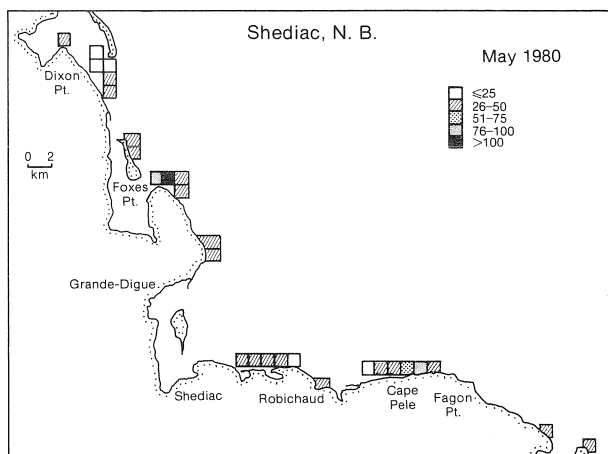 Shediac, N. B.
May 1980
⩽25
26–50
51–75
76–100
>100
Dixon
Pt.
0 2
km
Foxes
Pt.
Grande-Digue
Shediac
Robichaud
Cape
Pele
Fagon
Pt.